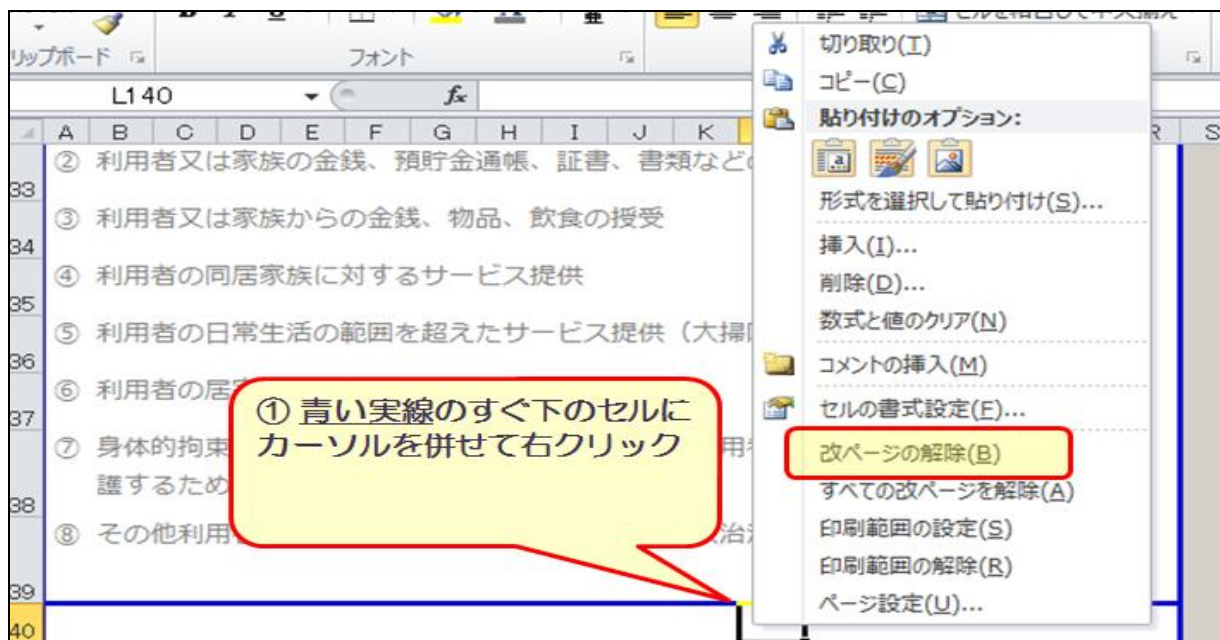 B I U
亜
リップボード
フォント
L140
fx
A B C D E F G H I J K R S
② 利用者又は家族の金銭、預貯金通帳、証書、書類など
33
③ 利用者又は家族からの金銭、物品、飲食の授受
34
④ 利用者の同居家族に対するサービス提供
35
⑤ 利用者の日常生活の範囲を超えたサービス提供（大掃
36
⑥ 利用者の居
37
⑦ 身体的拘束
護するため
38
⑧ その他利用
39
40
① 青い実線のすぐ下のセルに
カーソルを併せて右クリック
切り取り(T)
コピー(C)
貼り付けのオプション:
形式を選択して貼り付け(S)...
挿入(I)...
削除(D)...
数式と値のクリア(N)
コメントの挿入(M)
セルの書式設定(F)...
改ページの解除(B)
すべての改ページを解除(A)
印刷範囲の設定(S)
印刷範囲の解除(R)
ページ設定(U)...